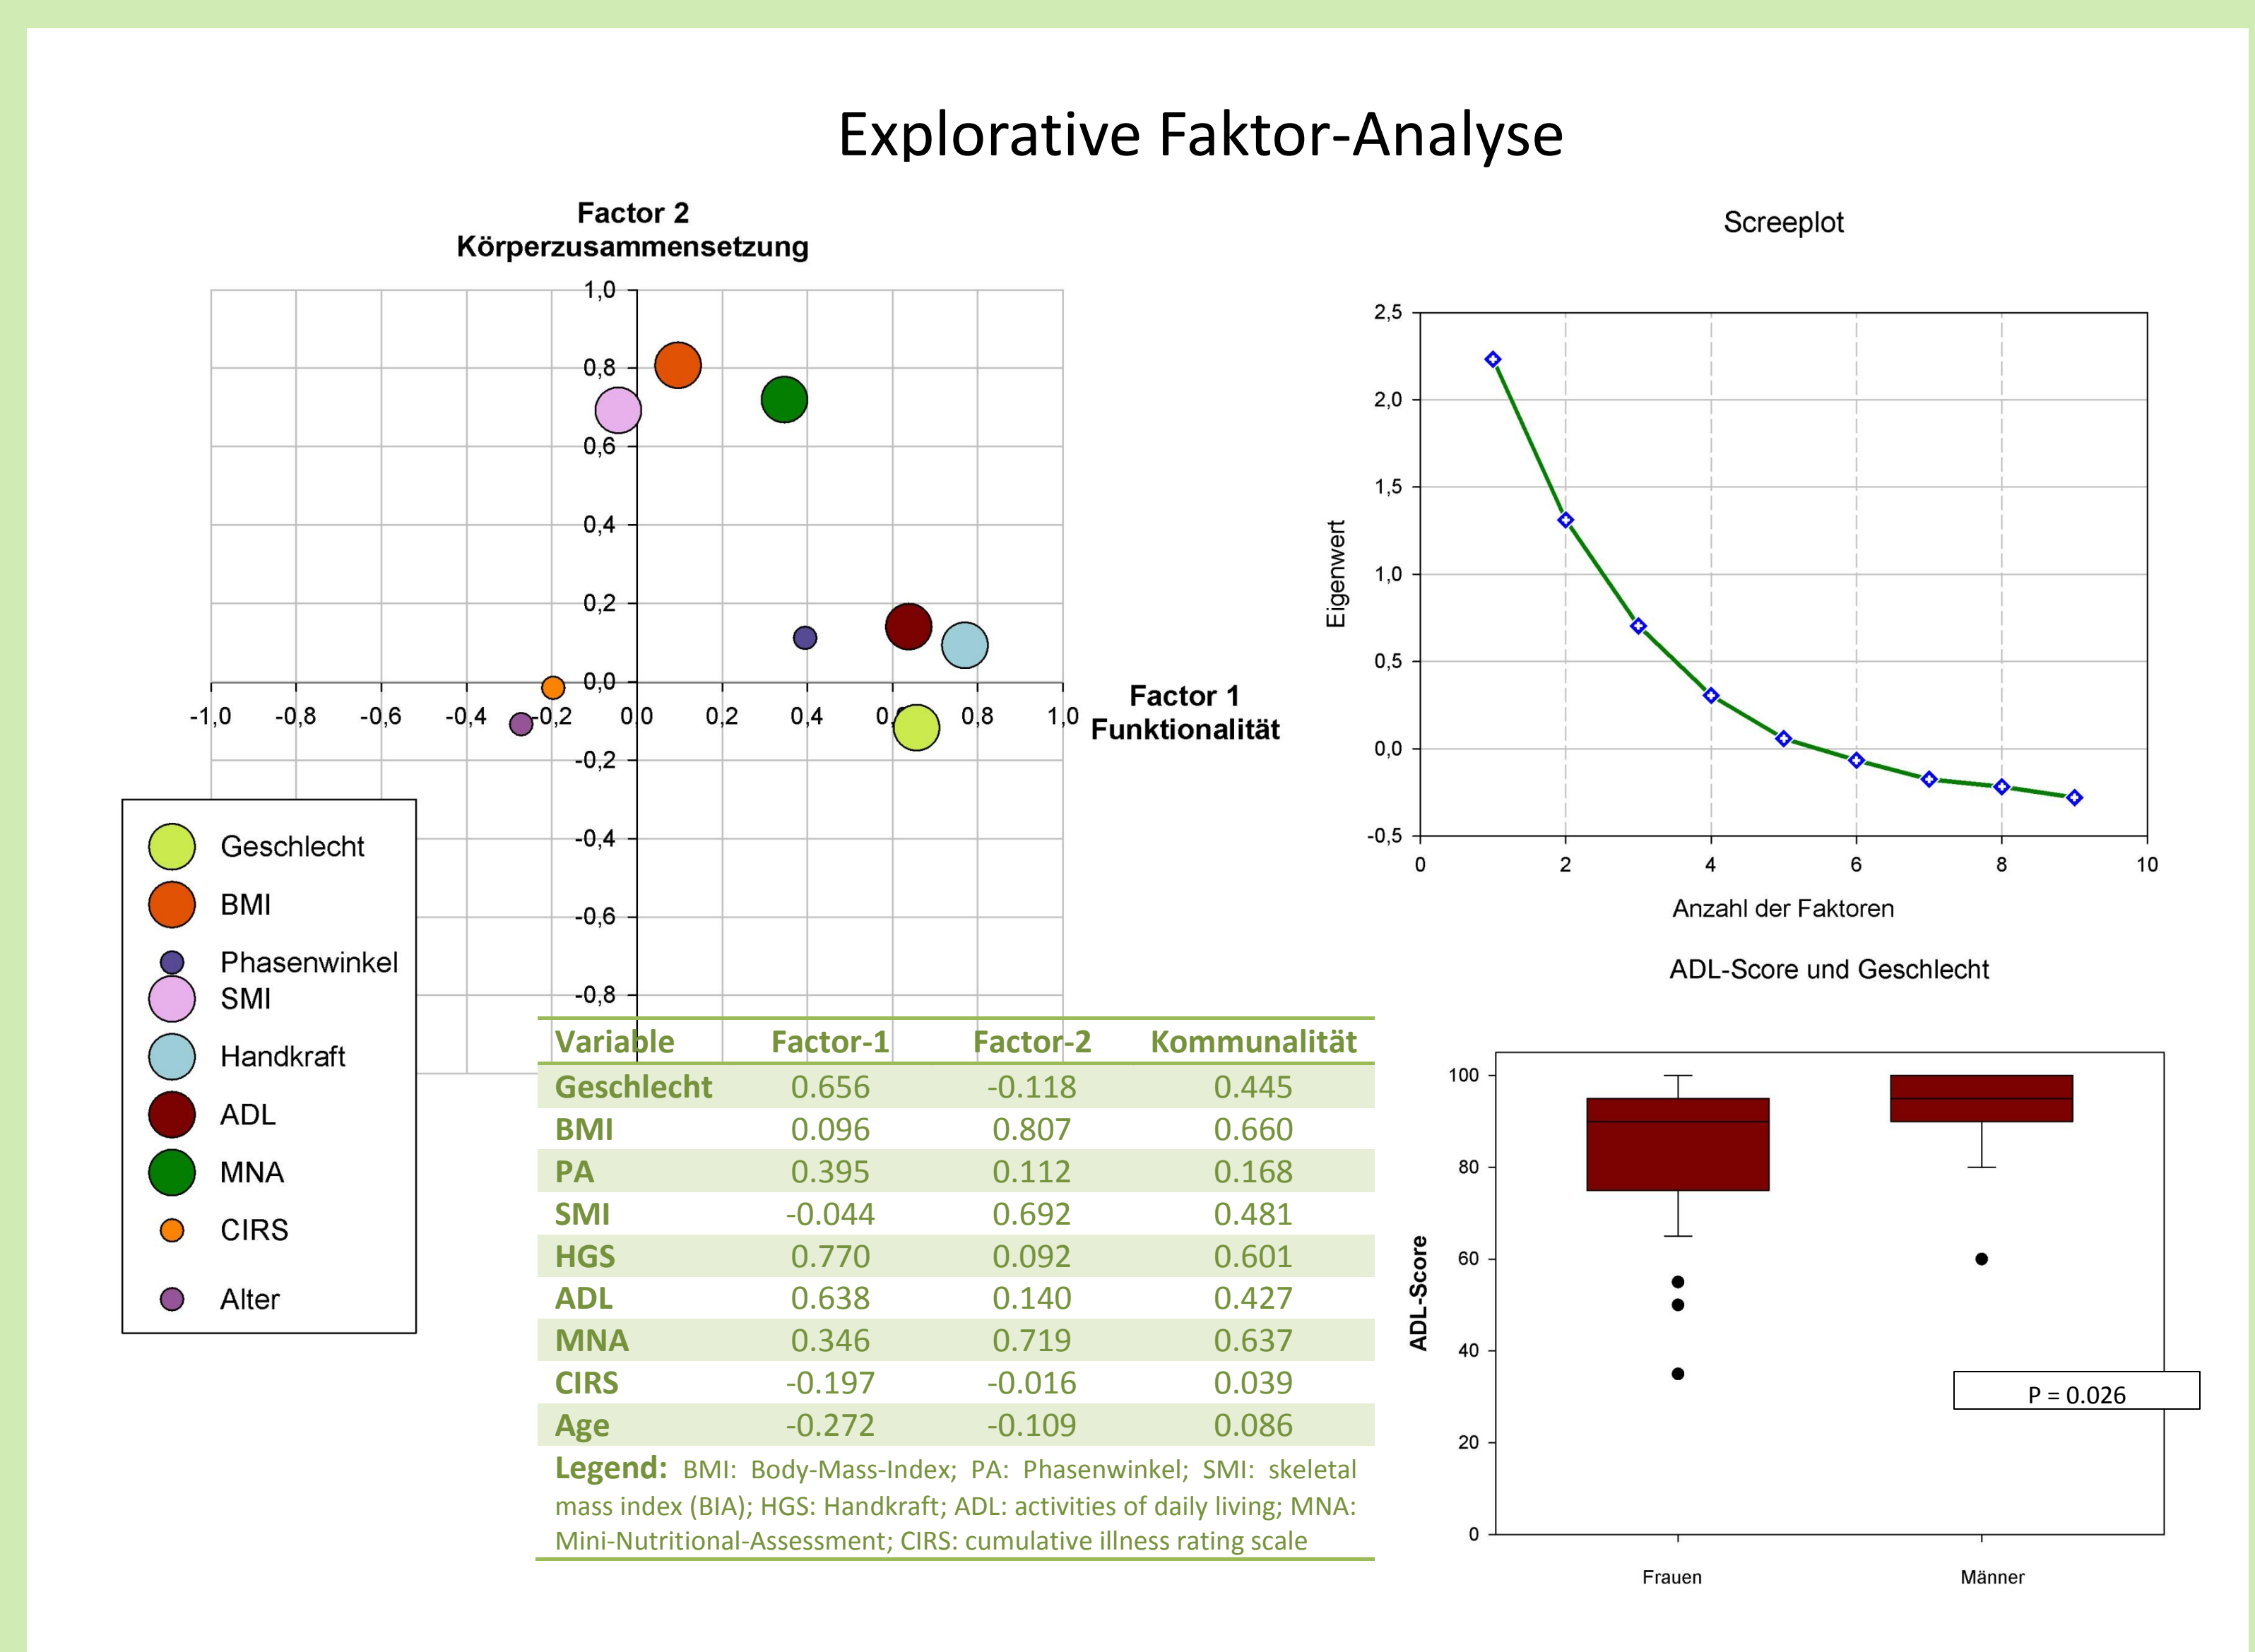 Explorative Faktor-Analyse
Factor 2
Körperzusammensetzung
1,0
0,8
0,6
0,4
0,2
0,0
-0,2
-0,4
-0,6
-0,8
-1,0 -0,8 -0,6 -0,4 -0,2 0,0 0,2 0,4 0,8 1,0
Factor 1
Funktionalität
Geschlecht
BMI
Phasenwinkel
SMI
Handkraft
ADL
MNA
CIRS
Alter
Variable Factor-1 Factor-2 Kommunalität
Geschlecht 0.656 -0.118 0.445
BMI 0.096 0.807 0.660
PA 0.395 0.112 0.168
SMI -0.044 0.692 0.481
HGS 0.770 0.092 0.601
ADL 0.638 0.140 0.427
MNA 0.346 0.719 0.637
CIRS -0.197 -0.016 0.039
Age -0.272 -0.109 0.086
Legend: BMI: Body-Mass-Index; PA: Phasenwinkel; SMI: skeletal
mass index (BIA); HGS: Handkraft; ADL: activities of daily living; MNA:
Mini-Nutritional-Assessment; CIRS: cumulative illness rating scale
Screeplot
Eigenwert
2,5
2,0
1,5
1,0
0,5
0,0
-0,5
0 2 4 6 8 10
Anzahl der Faktoren
ADL-Score und Geschlecht
ADL-Score
100
80
60
40
20
0
P = 0.026
Frauen Männer